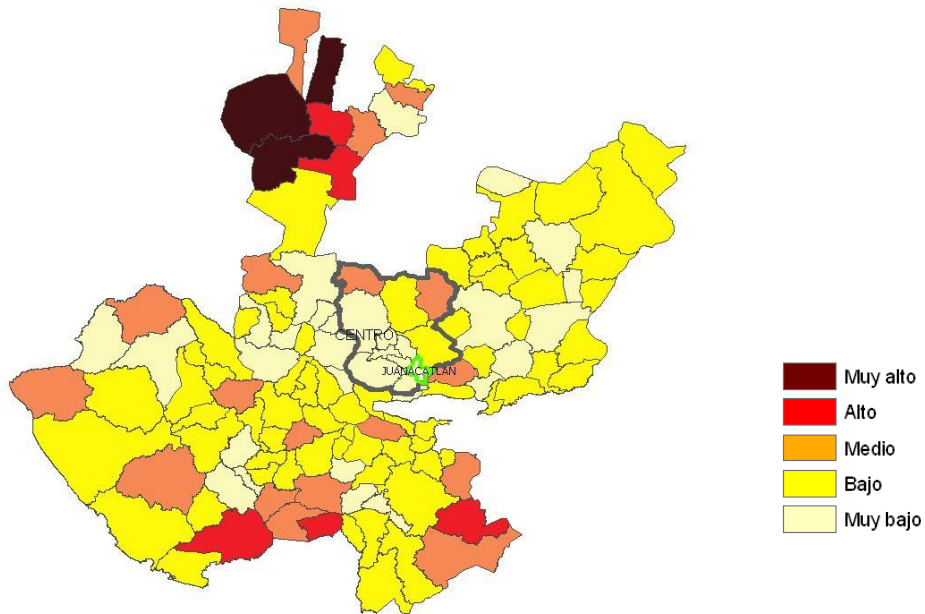 CENTRO
JUANACATLAN
Muy alto
Alto
Medio
Bajo
Muy bajo